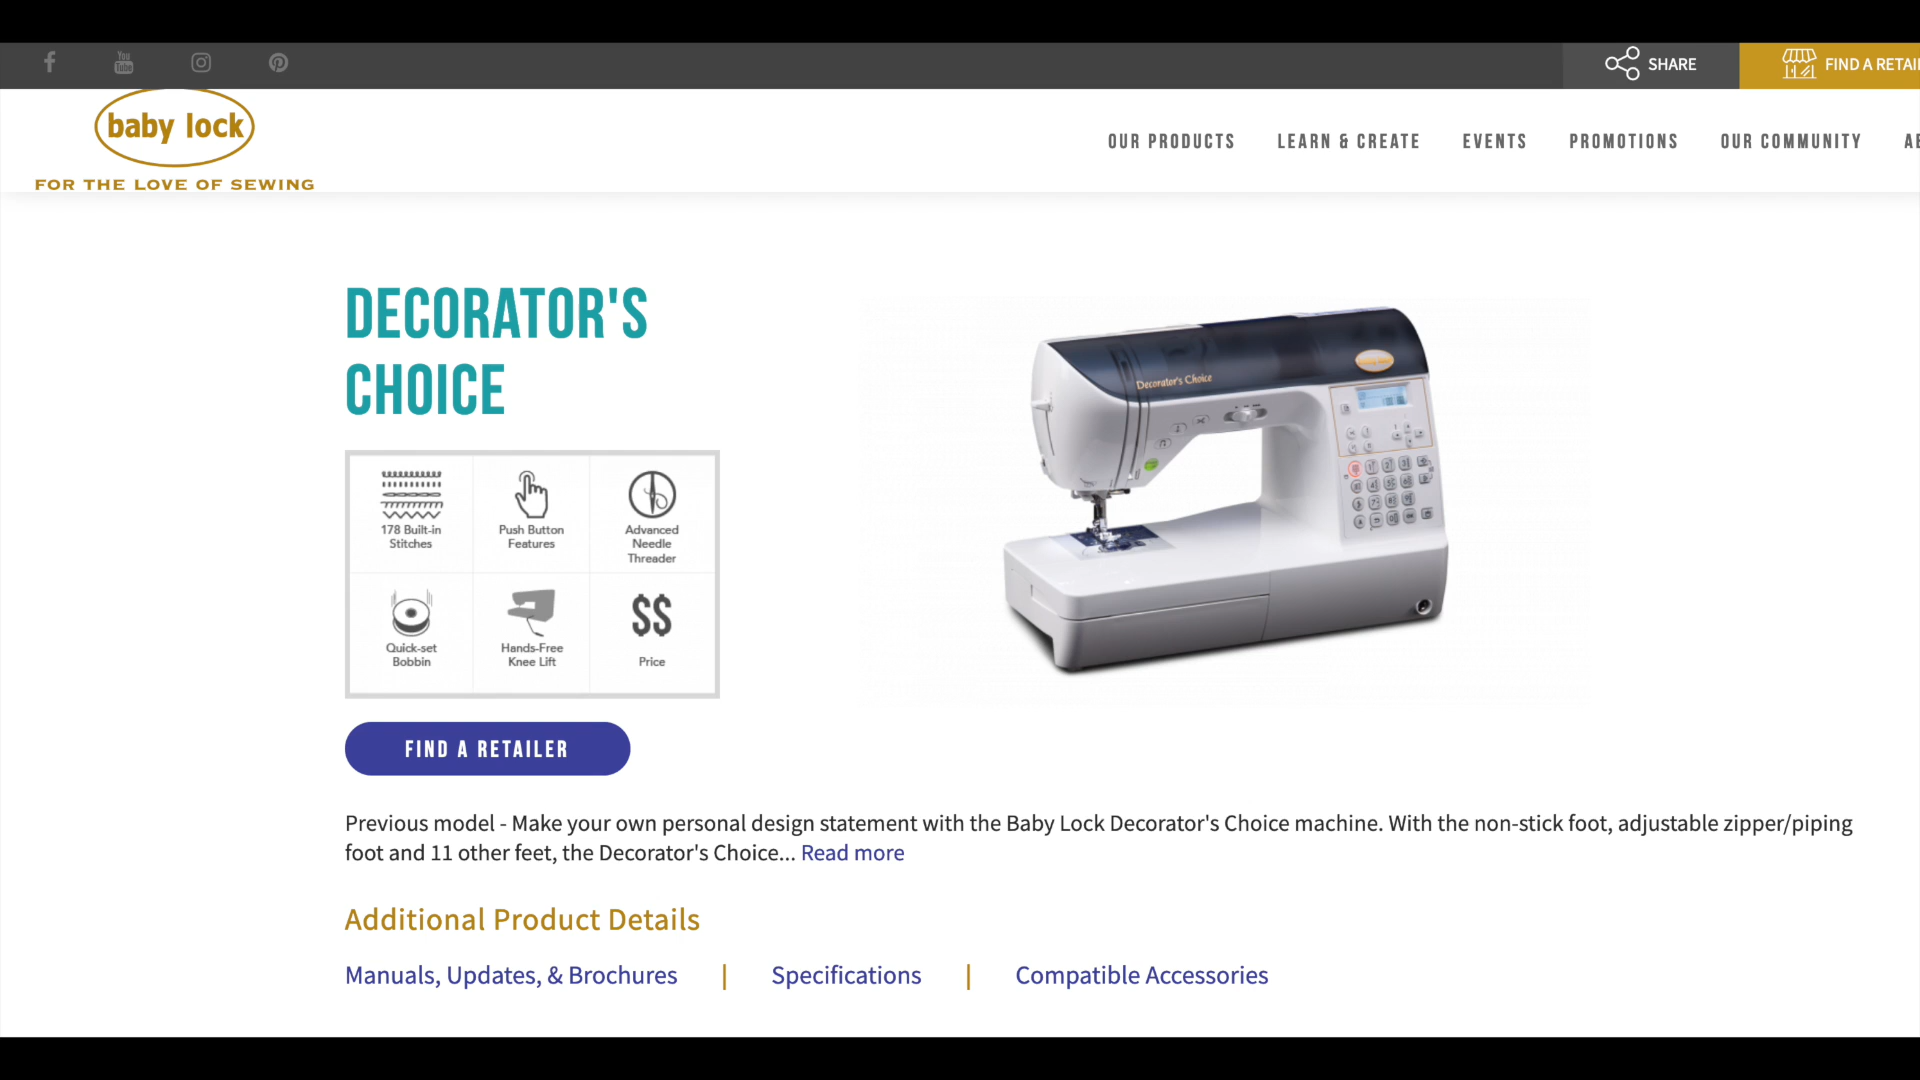 You
Tube
SHARE
FIND A RETAI
baby lock
FOR THE LOVE OF SEWING
OUR PRODUCTS
LEARN & CREATE
EVENTS
PROMOTIONS
OUR COMMUNITY
DECORATOR'S
CHOICE
Decorator's Choice
baby lock
178 Built-in
Stitches
Push Button
Features
Advanced
Needle
Threader
Quick-set
Bobbin
Hands-Free
Knee Lift
$$
Price
FIND A RETAILER
Previous model - Make your own personal design statement with the Baby Lock Decorator's Choice machine. With the non-stick foot, adjustable zipper/piping
foot and 11 other feet, the Decorator's Choice... Read more
Additional Product Details
Manuals, Updates, & Brochures | Specifications | Compatible Accessories